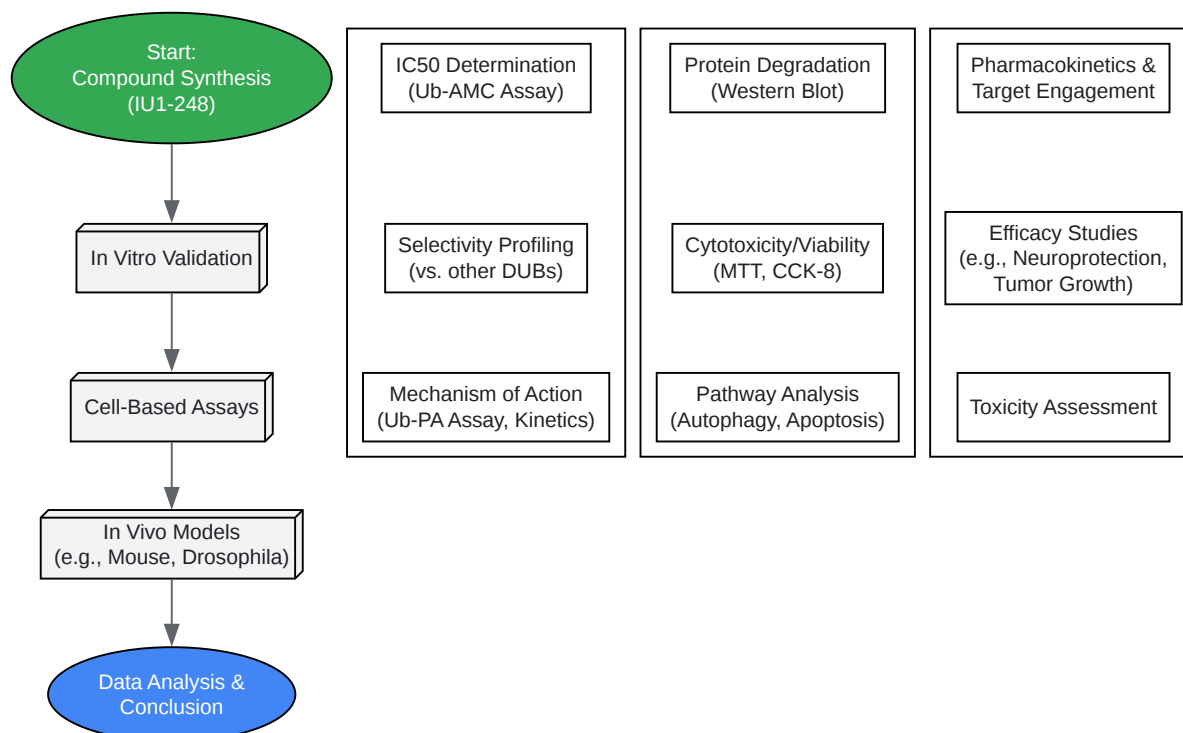 Start:
Compound Synthesis
(IU1-248)
In Vitro Validation
Cell-Based Assays
In Vivo Models
(e.g., Mouse, Drosophila)
Data Analysis &
Conclusion
IC50 Determination
(Ub-AMC Assay)
Selectivity Profiling
(vs. other DUBs)
Mechanism of Action
(Ub-PA Assay, Kinetics)
Protein Degradation
(Western Blot)
Cytotoxicity/Viability
(MTT, CCK-8)
Pathway Analysis
(Autophagy, Apoptosis)
Pharmacokinetics &
Target Engagement
Efficacy Studies
(e.g., Neuroprotection,
Tumor Growth)
Toxicity Assessment